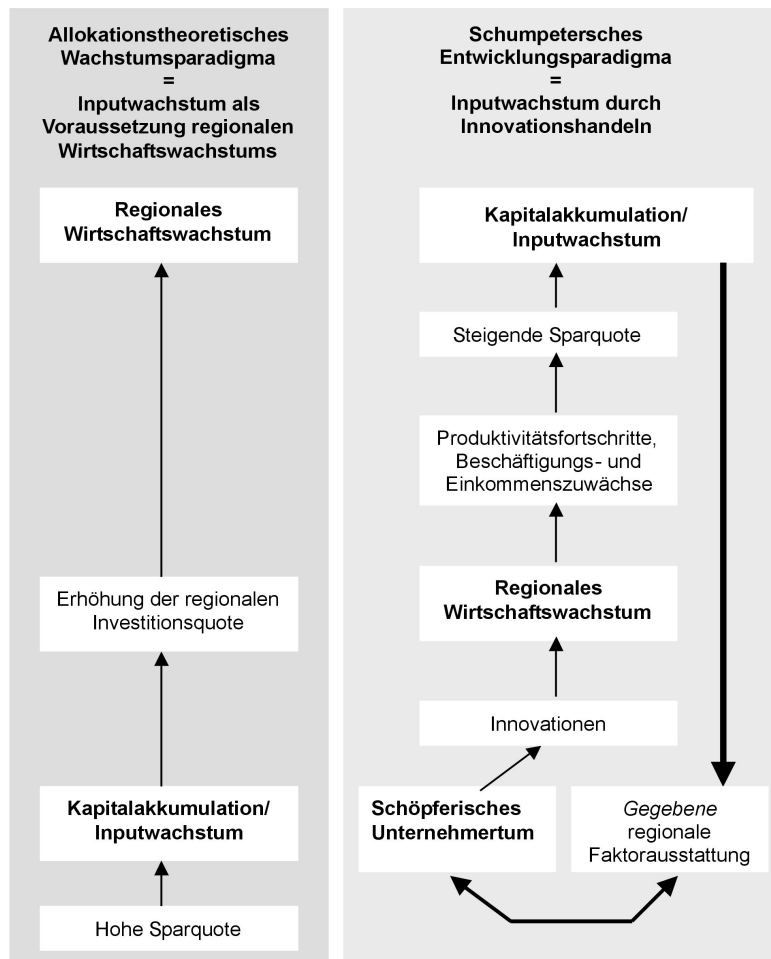 Allokationstheoretisches
Wachstumsparadigma
=
Inputwachstum als
Voraussetzung regionalen
Wirtschaftswachstums
Regionales
Wirtschaftswachstum
Erhöhung der regionalen
Investitionsquote
Kapitalakkumulation/
Inputwachstum
Hohe Sparquote
Schumpetersches
Entwicklungsparadigma
=
Inputwachstum durch
Innovationshandeln
Kapitalakkumulation/
Inputwachstum
Steigende Sparquote
Produktivitätsfortschritte,
Beschäftigungs- und
Einkommenszuwächse
Regionales
Wirtschaftswachstum
Innovationen
Schöpferisches
Unternehmertum
Gegebene
regionale
Faktorausstattung